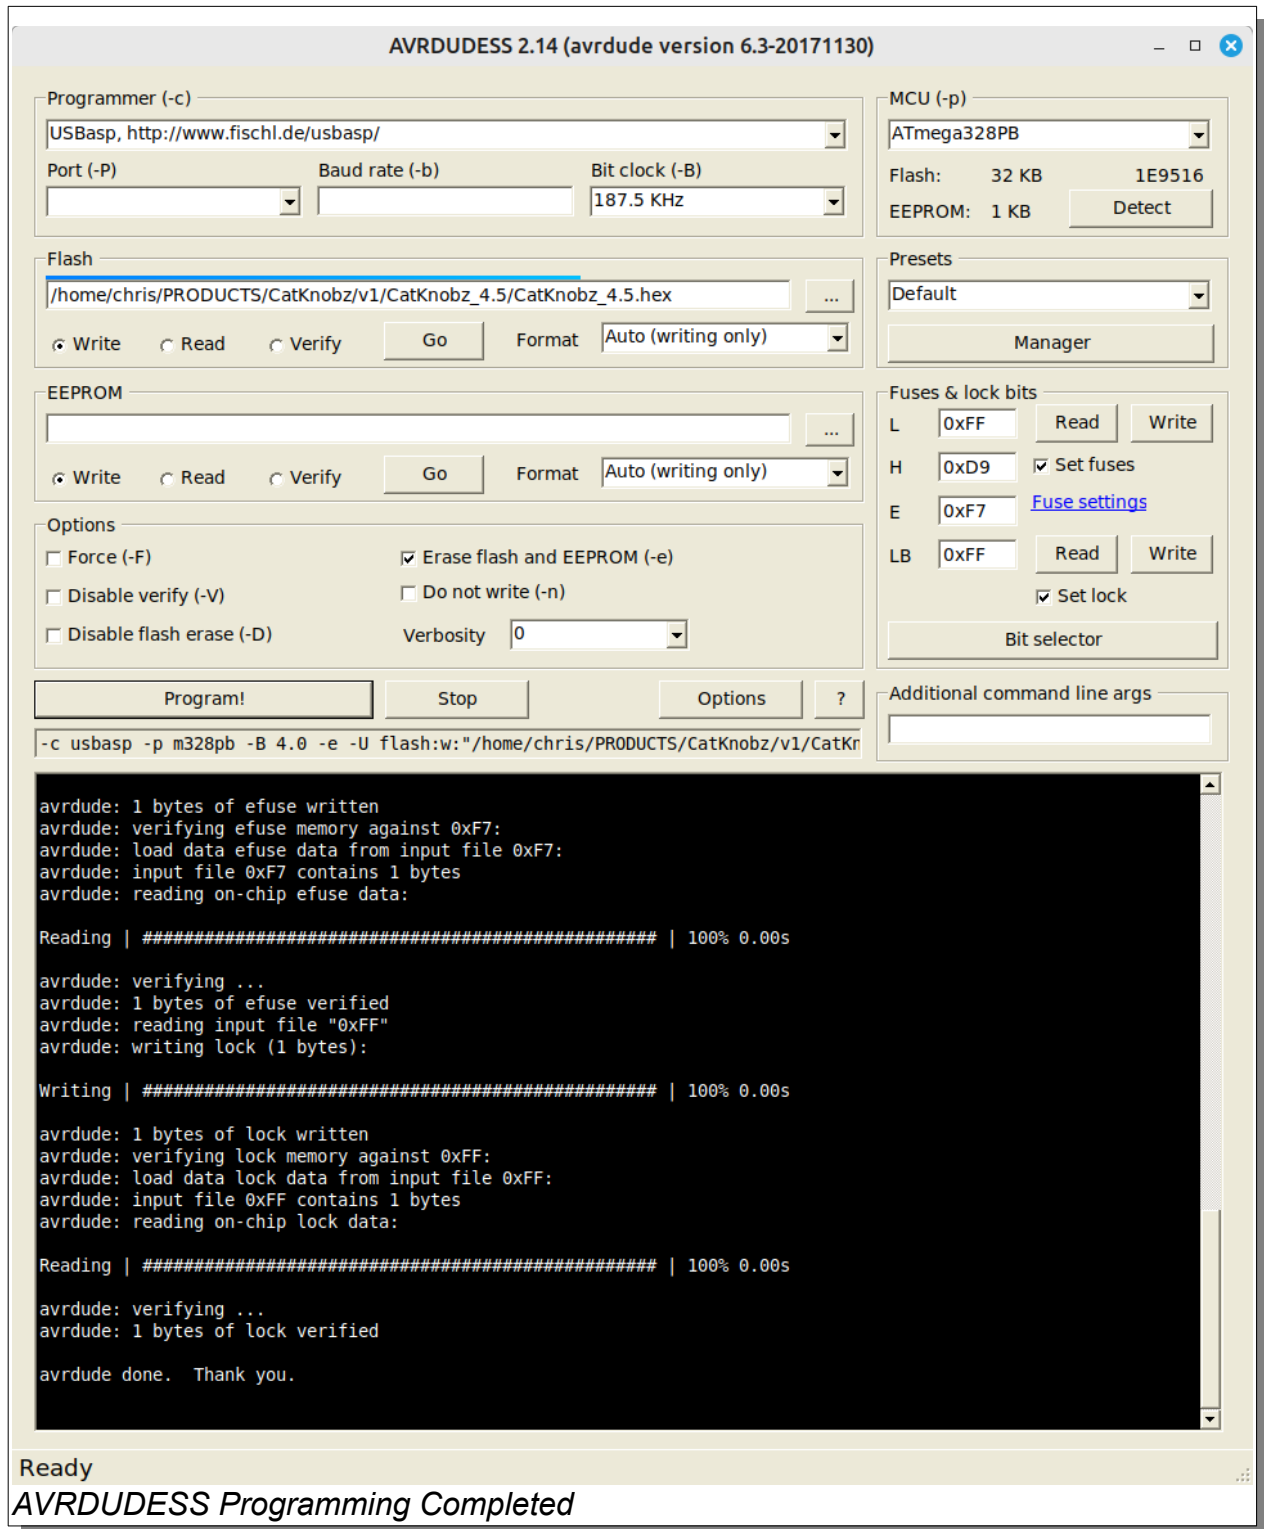 AVRDUDESS 2.14 (avrdude version 6.3-20171130)
Programmer (-c)
USBasp, http://www.fischl.de/usbasp/
Port (-P) Baud rate (-b) Bit clock (-B)
187.5 KHz
MCU (-p)
ATmega328PB
Flash: 32 KB 1E9516
EEPROM: 1 KB Detect
Flash
/home/chris/PRODUCTS/CatKnobz/v1/CatKnobz_4.5/CatKnobz_4.5.hex ...
Write Read Verify Go Format Auto (writing only)
Presets
Default
Manager
EEPROM
...
Write Read Verify Go Format Auto (writing only)
Fuses & lock bits
L 0xFF Read Write
H 0xD9 Set fuses
E 0xF7 Fuse settings
LB 0xFF Read Write
Set lock
Bit selector
Options
Force (-F) Erase flash and EEPROM (-e)
Disable verify (-V) Do not write (-n)
Disable flash erase (-D) Verbosity 0
Program! Stop Options ?
Additional command line args
-c usbasp -p m328pb -B 4.0 -e -U flash:w:"/home/chris/PRODUCTS/CatKnobz/v1/CatKn
avrdude: 1 bytes of efuse written
avrdude: verifying efuse memory against 0xF7:
avrdude: load data efuse data from input file 0xF7:
avrdude: input file 0xF7 contains 1 bytes
avrdude: reading on-chip efuse data:
Reading | ################################################## | 100% 0.00s
avrdude: verifying ...
avrdude: 1 bytes of efuse verified
avrdude: reading input file "0xFF"
avrdude: writing lock (1 bytes):
Writing | ################################################## | 100% 0.00s
avrdude: 1 bytes of lock written
avrdude: verifying lock memory against 0xFF:
avrdude: load data lock data from input file 0xFF:
avrdude: input file 0xFF contains 1 bytes
avrdude: reading on-chip lock data:
Reading | ################################################## | 100% 0.00s
avrdude: verifying ...
avrdude: 1 bytes of lock verified
avrdude done.  Thank you.
Ready
AVRDUDESS Programming Completed